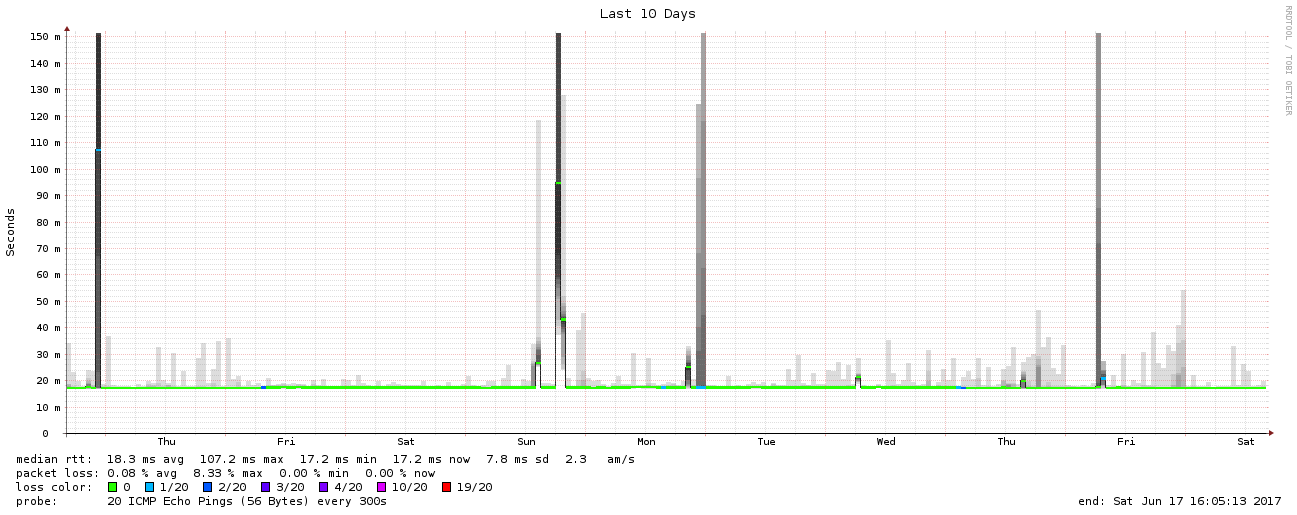 Last 10 Days
RRDTOOL / TOBI OETIKER
Seconds
150 m
140 m
130 m
120 m
110 m
100 m
90 m
80 m
70 m
60 m
50 m
40 m
30 m
20 m
10 m
0
Thu Fri Sat Sun Mon Tue Wed Thu Fri Sat
median rtt: 18.3 ms avg 107.2 ms max 17.2 ms min 17.2 ms now 7.8 ms sd 2.3 am/s
packet loss: 0.08 % avg 8.33 % max 0.00 % min 0.00 % now
loss color: 0 1/20 2/20 3/20 4/20 10/20 19/20
probe: 20 ICMP Echo Pings (56 Bytes) every 300s end: Sat Jun 17 16:05:13 2017